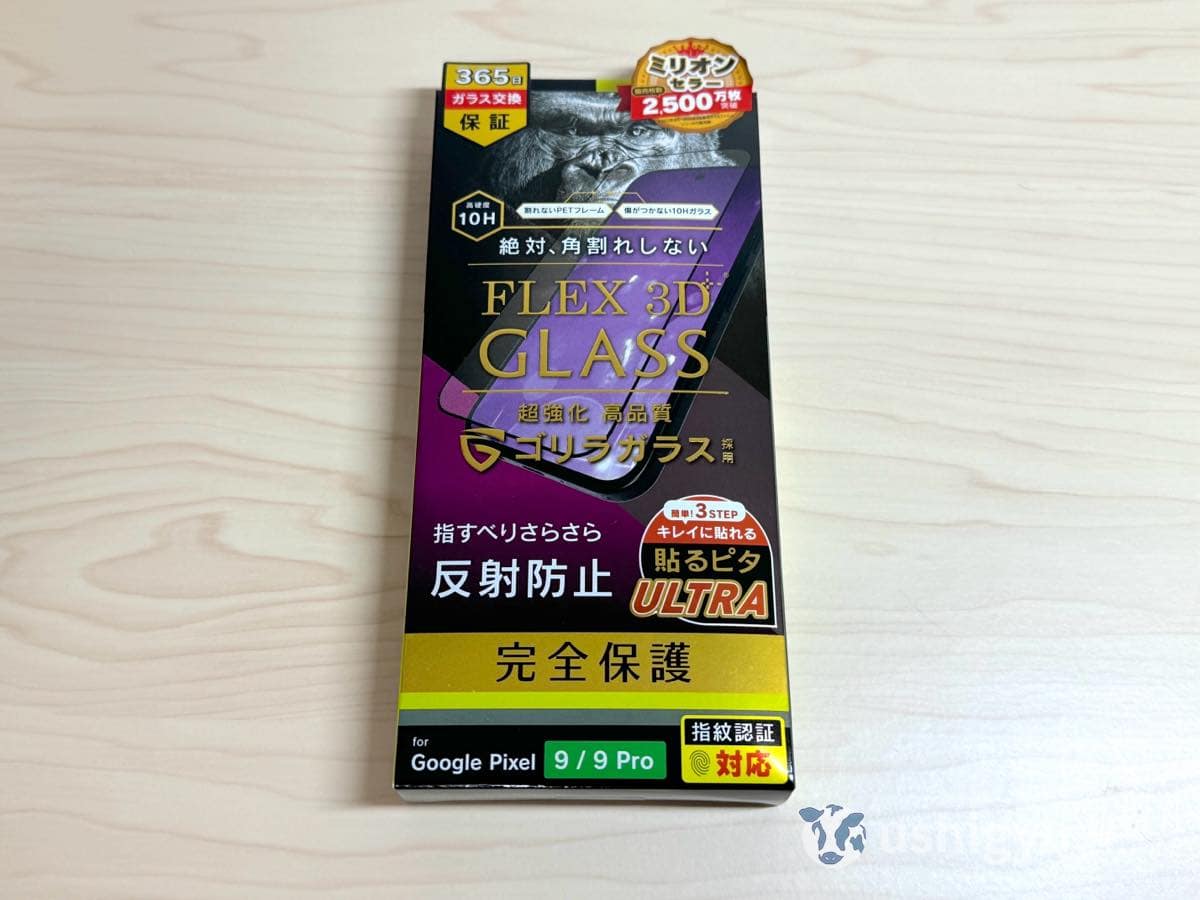 365日
ガラス交換
保証
ミリオン
セラー
販売枚数
2,500万枚
突破
高硬度
10H
割れないPETフレーム
傷がつかない10Hガラス
絶対、角割れしない
FLEX 3D
GLASS
超強化 高品質
ゴリラガラス採用
指すべりさらさら
反射防止
簡単!3STEP
キレイに貼れる
貼るピタ
ULTRA
完全保護
for
Google Pixel 9 / 9 Pro
指紋認証
対応